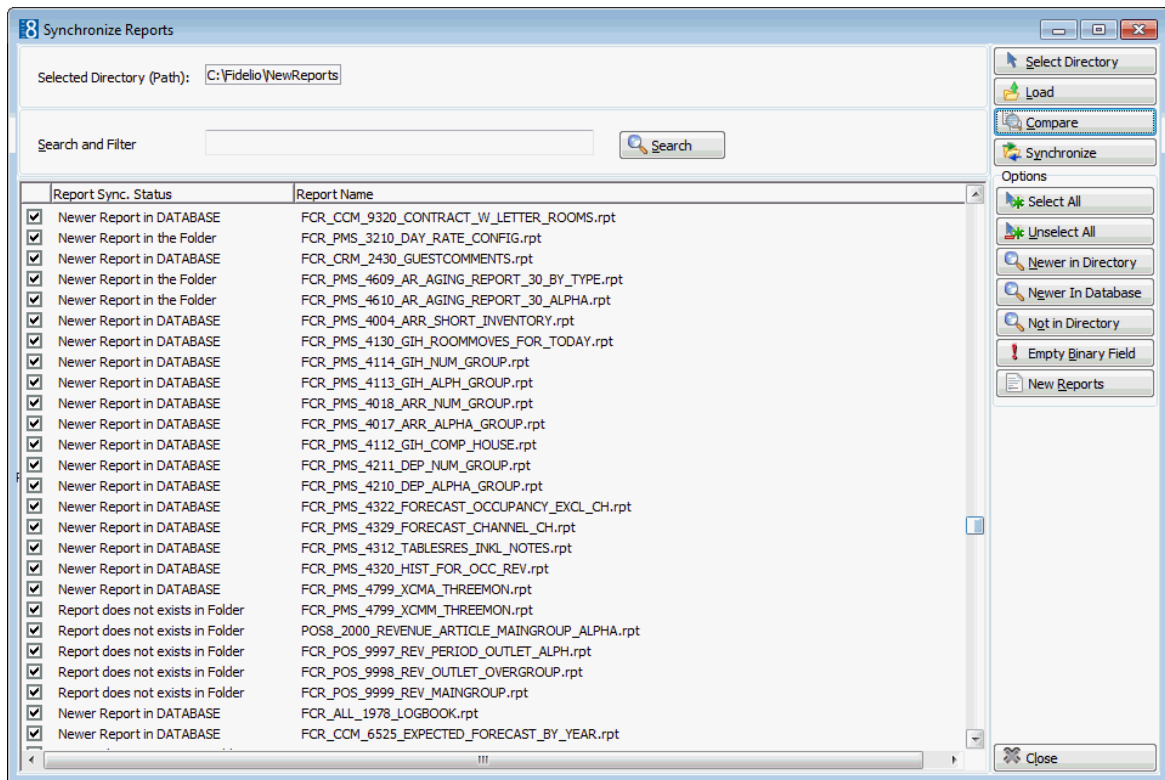 8 Synchronize Reports
Selected Directory (Path): C:\Fidelio\NewReports
Search and Filter Search
Report Sync. Status Report Name
Newer Report in DATABASE FCR_CCM_9320_CONTRACT_W_LETTER_ROOMS.rpt
Newer Report in the Folder FCR_PMS_3210_DAY_RATE_CONFIG.rpt
Newer Report in DATABASE FCR_CRM_2430_GUESTCOMMENTS.rpt
Newer Report in the Folder FCR_PMS_4609_AR_AGING_REPORT_30_BY_TYPE.rpt
Newer Report in the Folder FCR_PMS_4610_AR_AGING_REPORT_30_ALPHA.rpt
Newer Report in DATABASE FCR_PMS_4004_ARR_SHORT_INVENTORY.rpt
Newer Report in DATABASE FCR_PMS_4130_GIH_ROOMMOVES_FOR_TODAY.rpt
Newer Report in DATABASE FCR_PMS_4114_GIH_NUM_GROUP.rpt
Newer Report in DATABASE FCR_PMS_4113_GIH_ALPH_GROUP.rpt
Newer Report in DATABASE FCR_PMS_4018_ARR_NUM_GROUP.rpt
Newer Report in DATABASE FCR_PMS_4017_ARR_ALPHA_GROUP.rpt
Newer Report in DATABASE FCR_PMS_4112_GIH_COMP_HOUSE.rpt
Newer Report in DATABASE FCR_PMS_4211_DEP_NUM_GROUP.rpt
Newer Report in DATABASE FCR_PMS_4210_DEP_ALPHA_GROUP.rpt
Newer Report in DATABASE FCR_PMS_4322_FORECAST_OCCUPANCY_EXCL_CH.rpt
Newer Report in DATABASE FCR_PMS_4329_FORECAST_CHANNEL_CH.rpt
Newer Report in DATABASE FCR_PMS_4312_TABLESRES_INKL_NOTES.rpt
Newer Report in DATABASE FCR_PMS_4320_HIST_FOR_OCC_REV.rpt
Newer Report in DATABASE FCR_PMS_4799_XCMA_THREEMON.rpt
Report does not exists in Folder FCR_PMS_4799_XCMM_THREEMON.rpt
Report does not exists in Folder POS8_2000_REVENUE_ARTICLE_MAINGROUP_ALPHA.rpt
Report does not exists in Folder FCR_POS_9997_REV_PERIOD_OUTLET_ALPH.rpt
Report does not exists in Folder FCR_POS_9998_REV_OUTLET_OVERGROUP.rpt
Report does not exists in Folder FCR_POS_9999_REV_MAINGROUP.rpt
Newer Report in DATABASE FCR_ALL_1978_LOGBOOK.rpt
Newer Report in DATABASE FCR_CCM_6525_EXPECTED_FORECAST_BY_YEAR.rpt
Select Directory
Load
Compare
Synchronize
Options
Select All
Unselect All
Newer in Directory
Newer In Database
Not in Directory
Empty Binary Field
New Reports
Close